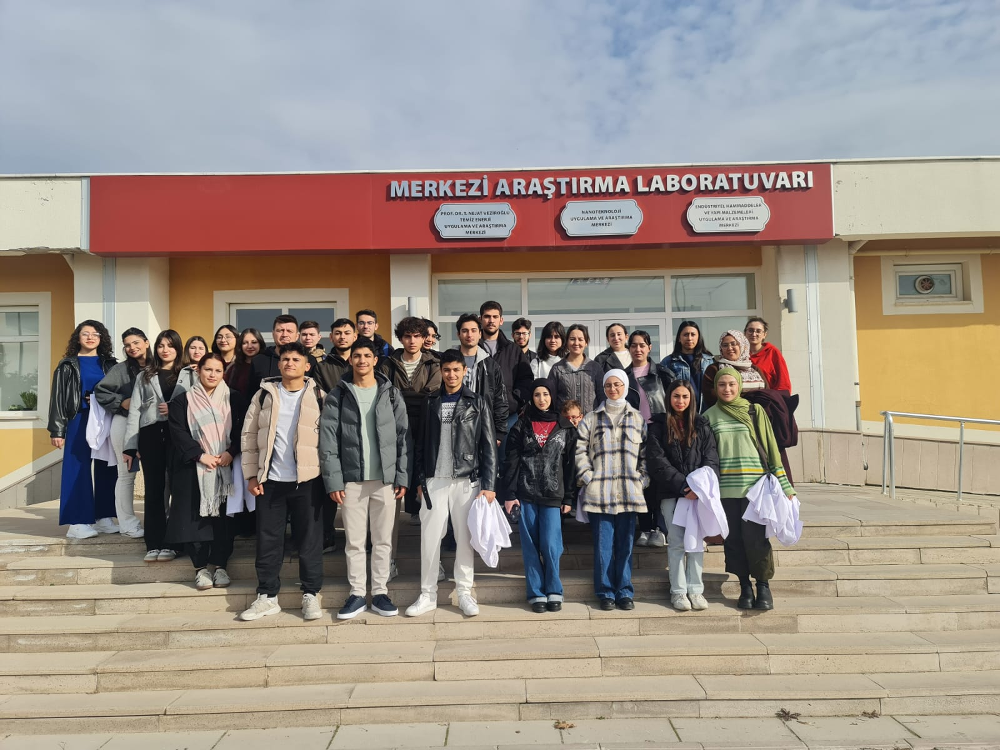 MERKEZİ ARAŞTIRMA LABORATUVARI
PROF. DR. T. NEJAT VEZİROĞLU
TEMİZ ENERJİ
UYGULAMA VE ARAŞTIRMA
MERKEZİ
NANOTEKNOLOJİ
UYGULAMA VE ARAŞTIRMA
MERKEZİ
ENDÜSTRİYEL HAMMADDELER
VE YAPI MALZEMELERİ
UYGULAMA VE ARAŞTIRMA
MERKEZİ